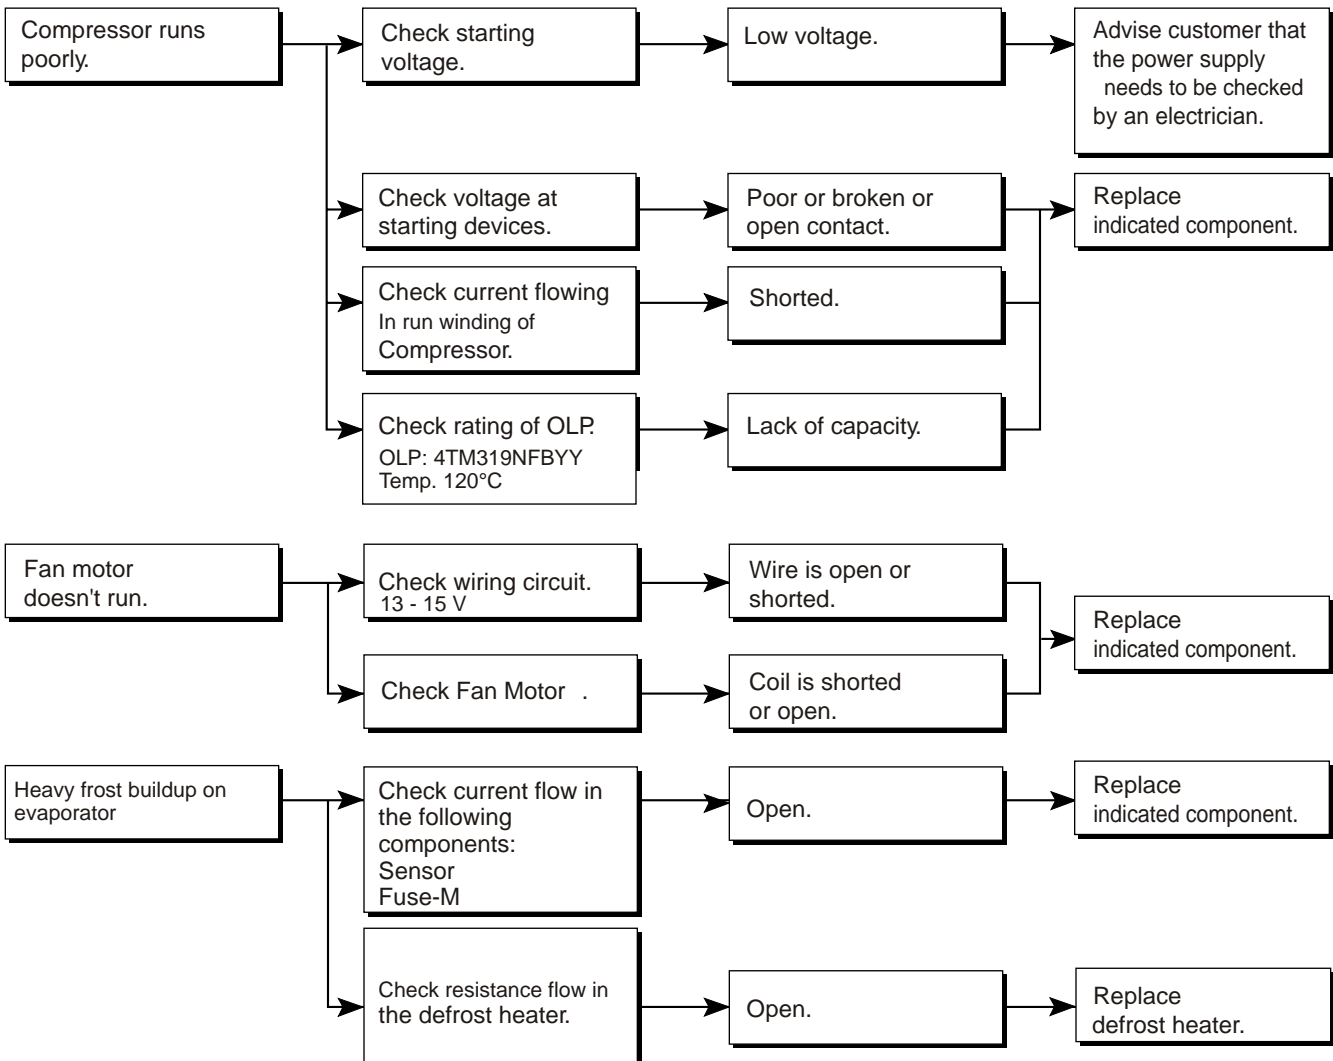 Compressor runs
poorly.
Check starting
voltage.
Low voltage.
Advise customer that
the power supply
needs to be checked
by an electrician.
Check voltage at
starting devices.
Poor or broken or
open contact.
Replace
indicated component.
Check current flowing
In run winding of
Compressor.
Shorted.
Check rating of OLP.
OLP: 4TM319NFBYY
Temp. 120°C
Lack of capacity.
Fan motor
doesn't run.
Check wiring circuit.
13 - 15 V
Wire is open or
shorted.
Replace
indicated component.
Check Fan Motor .
Coil is shorted
or open.
Heavy frost buildup on
evaporator
Check current flow in
the following
components:
Sensor
Fuse-M
Open.
Replace
indicated component.
Check resistance flow in
the defrost heater.
Open.
Replace
defrost heater.